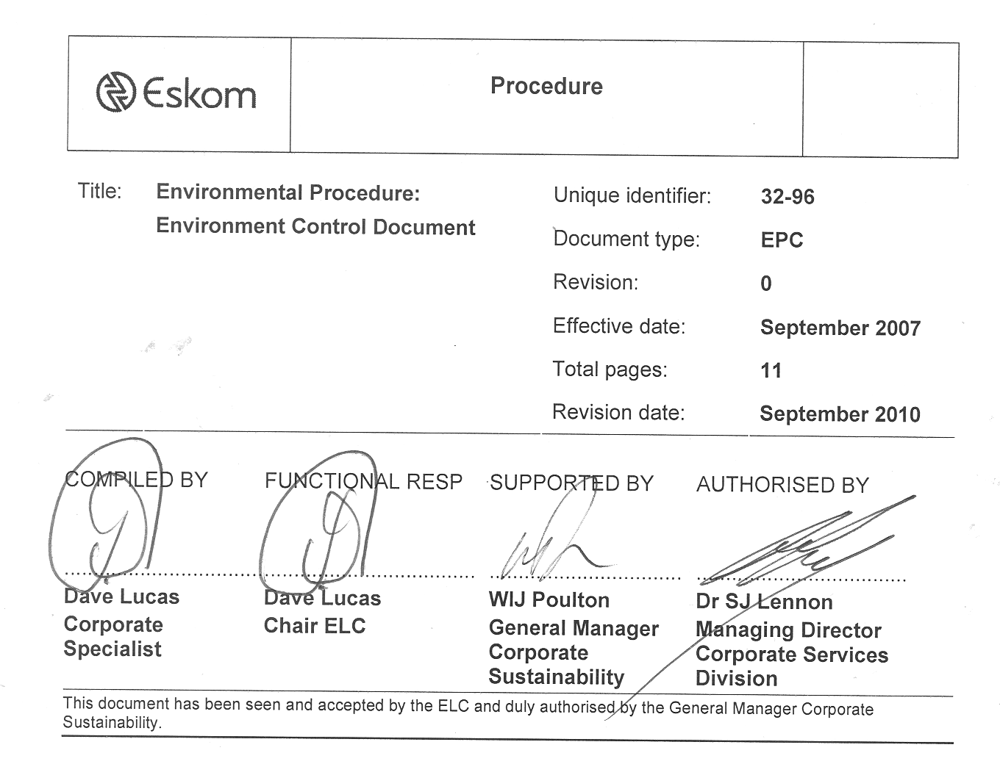 Eskom
Procedure
Title: Environmental Procedure:
Environment Control Document
Unique identifier: 32-96
Document type: EPC
Revision: 0
Effective date: September 2007
Total pages: 11
Revision date: September 2010
COMPILED BY FUNCTIONAL RESP SUPPORTED BY AUTHORISED BY
Dave Lucas
Corporate
Specialist
Dave Lucas
Chair ELC
WIJ Poulton
General Manager
Corporate
Sustainability
Dr SJ Lennon
Managing Director
Corporate Services
Division
This document has been seen and accepted by the ELC and duly authorised by the General Manager Corporate
Sustainability.